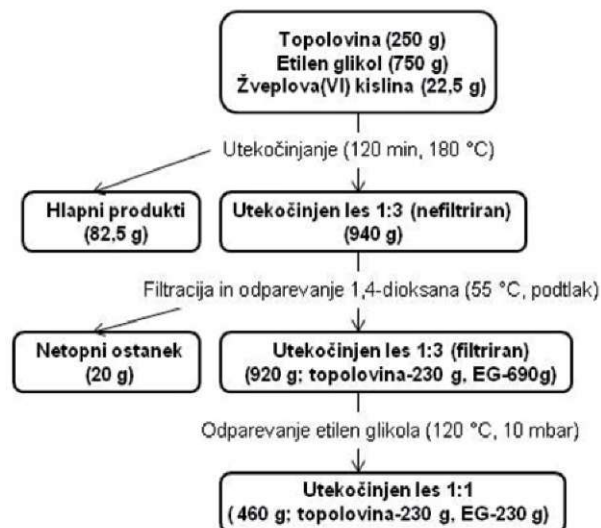 Topolovina (250 g)
Etilen glikol (750 g)
Žveplova(VI) kislina (22,5 g)
Utekočinjanje (120 min, 180 °C)
Hlapni produkti
(82,5 g)
Utekočinjen les 1:3 (nefiltriran)
(940 g)
Filtracija in odparevanje 1,4-dioksana (55 °C, podtlak)
Netopni ostanek
(20 g)
Utekočinjen les 1:3 (filtriran)
(920 g; topolovina-230 g, EG-690g)
Odparevanje etilen glikola (120 °C, 10 mbar)
Utekočinjen les 1:1
( 460 g; topolovina-230 g, EG-230 g)